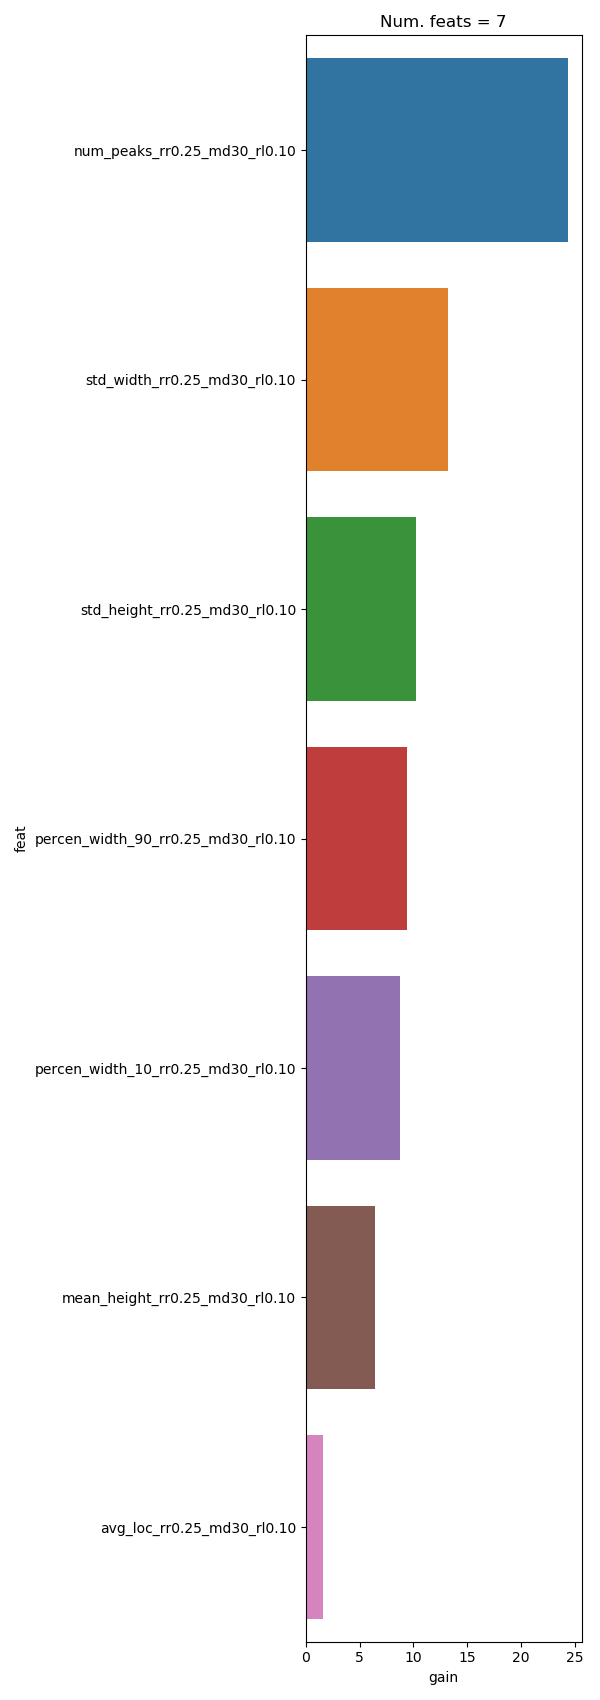 Num. feats = 7
num_peaks_rr0.25_md30_rl0.10
std_width_rr0.25_md30_rl0.10
std_height_rr0.25_md30_rl0.10
feat
percen_width_90_rr0.25_md30_rl0.10
percen_width_10_rr0.25_md30_rl0.10
mean_height_rr0.25_md30_rl0.10
avg_loc_rr0.25_md30_rl0.10
0 5 10 15 20 25
gain